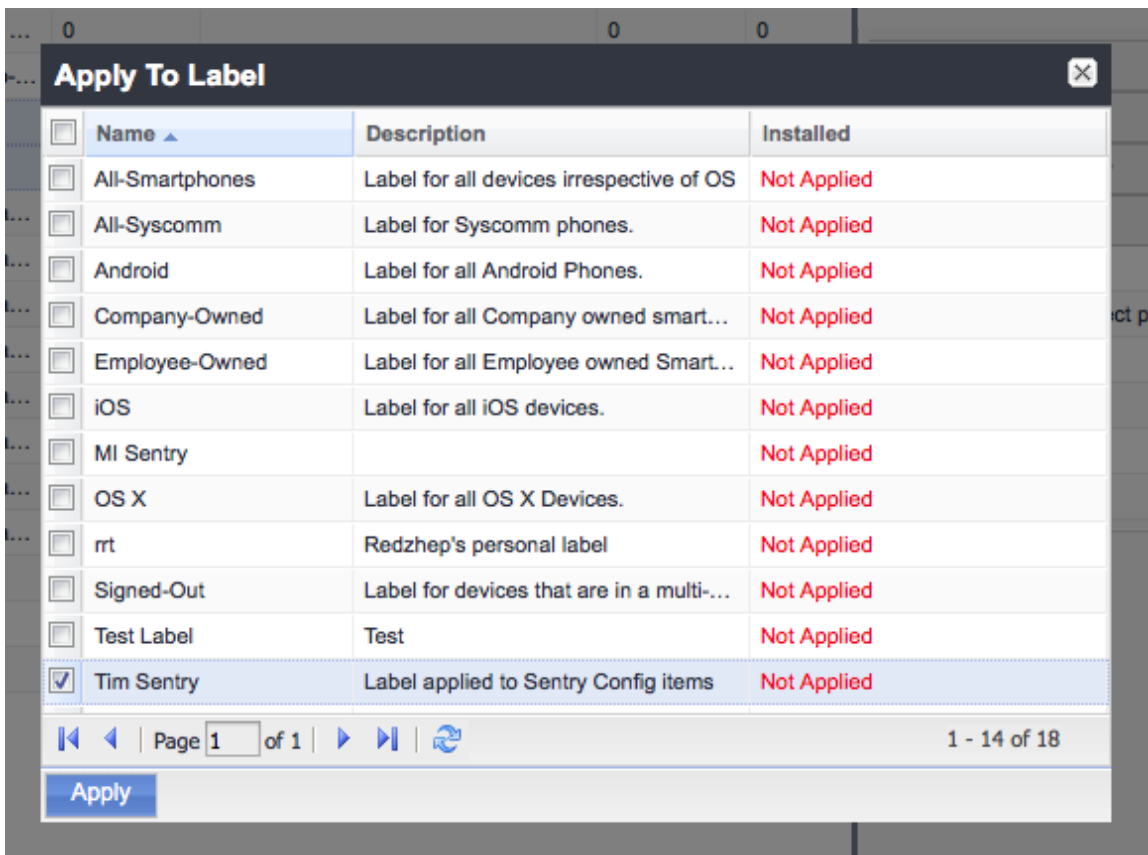 ... 0 0 0
Apply To Label
Name Description Installed
All-Smartphones Label for all devices irrespective of OS Not Applied
All-Syscomm Label for Syscomm phones. Not Applied
Android Label for all Android Phones. Not Applied
Company-Owned Label for all Company owned smart... Not Applied
Employee-Owned Label for all Employee owned Smart... Not Applied
iOS Label for all iOS devices. Not Applied
MI Sentry Not Applied
OS X Label for all OS X Devices. Not Applied
rrt Redzhep's personal label Not Applied
Signed-Out Label for devices that are in a multi-... Not Applied
Test Label Test Not Applied
Tim Sentry Label applied to Sentry Config items Not Applied
Page 1 of 1 1 - 14 of 18
Apply